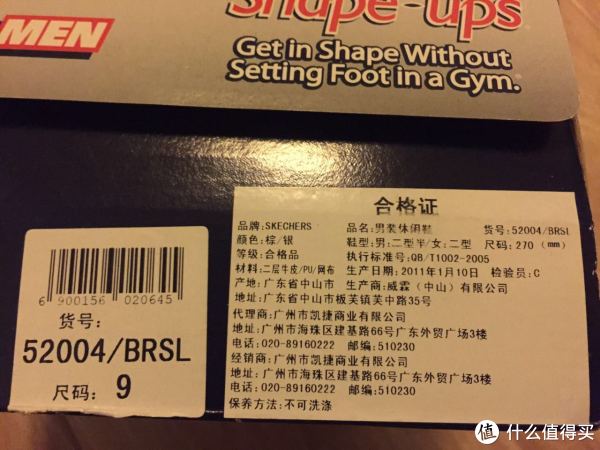 Shape-ups
MEN
Get in Shape Without
Setting Foot in a Gym.
6 900156 020645
货号:
52004/BRSL
尺码: 9
合格证
品牌:SKECHERS 品名:男装休闲鞋 货号:52004/BRSL
颜色:棕/银 鞋型:男:二型半/女:二型 尺码:270 (mm)
等级:合格品 执行标准号:QB/T1002-2005
材料:二层牛皮/PU/网布 生产日期:2011年1月10日 检验员:C
产地:广东省中山市 生产商:威霖(中山)有限公司
地址:广东省中山市板芙镇芙中路35号
代理商:广州市凯捷商业有限公司
地址:广州市海珠区建基路66号广东外贸广场3楼
电话:020-89160222 邮编:510230
经销商:广州市凯捷商业有限公司
地址:广州市海珠区建基路66号广东外贸广场3楼
电话:020-89160222 邮编:510230
保养方法:不可洗涤
值 什么值得买